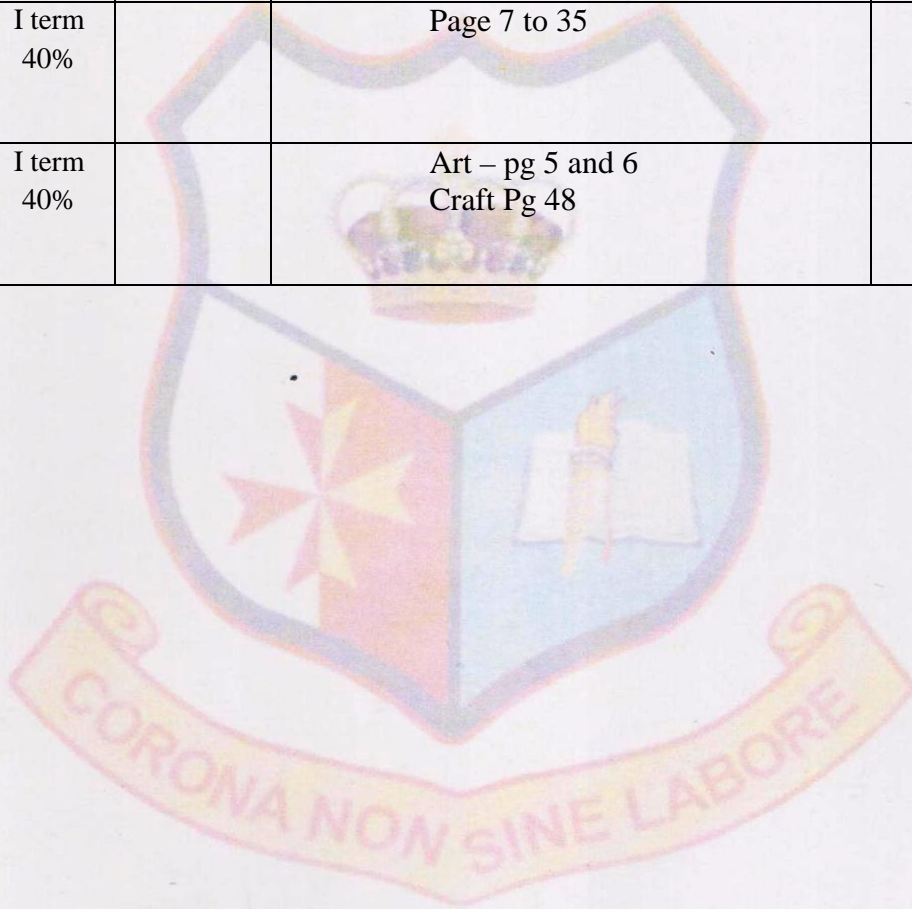 I term
40%
Page 7 to 35
I term
40%
Art – pg 5 and 6
Craft Pg 48
CORONA NON SINE LABORE